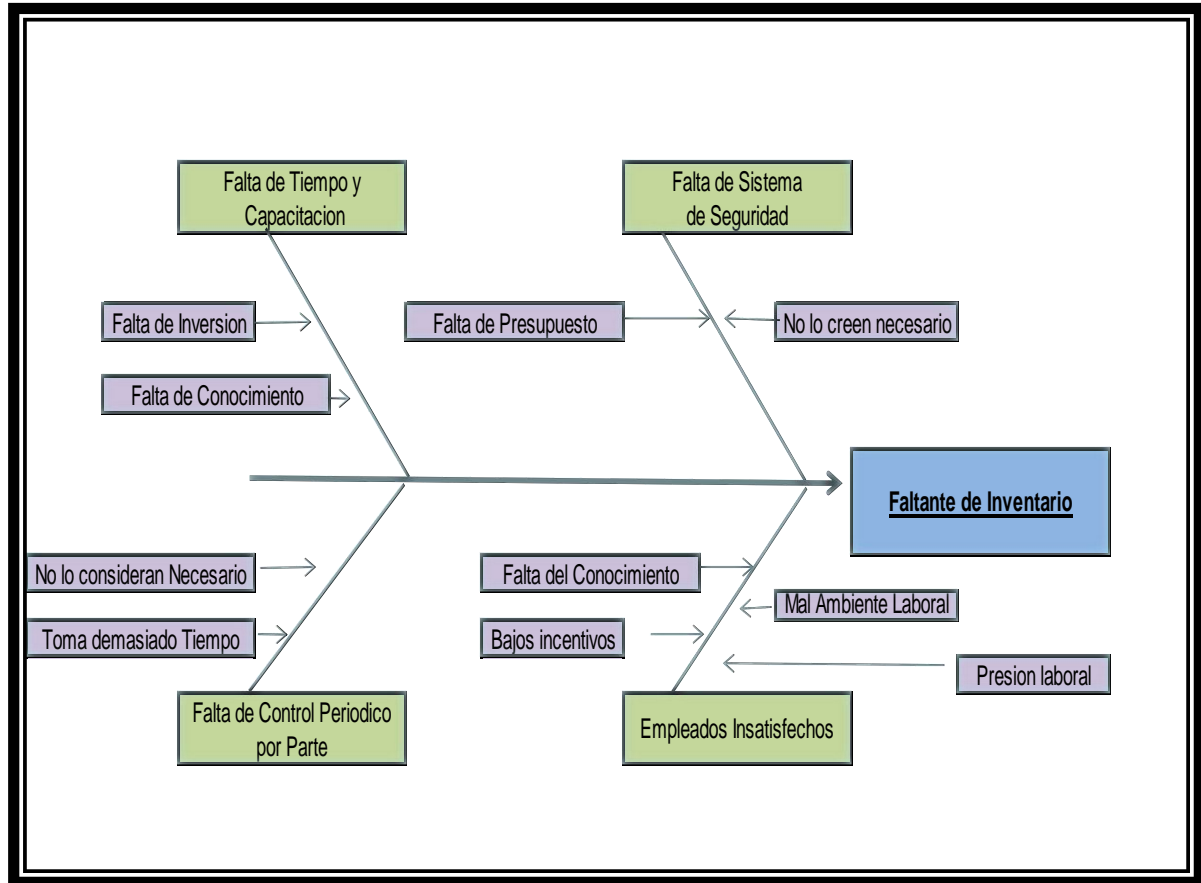 Falta de Tiempo y
Capacitacion
Falta de Sistema
de Seguridad
Falta de Inversion
Falta de Presupuesto
No lo creen necesario
Falta de Conocimiento
Faltante de Inventario
No lo consideran Necesario
Falta del Conocimiento
Mal Ambiente Laboral
Toma demasiado Tiempo
Bajos incentivos
Presion laboral
Falta de Control Periodico
por Parte
Empleados Insatisfechos